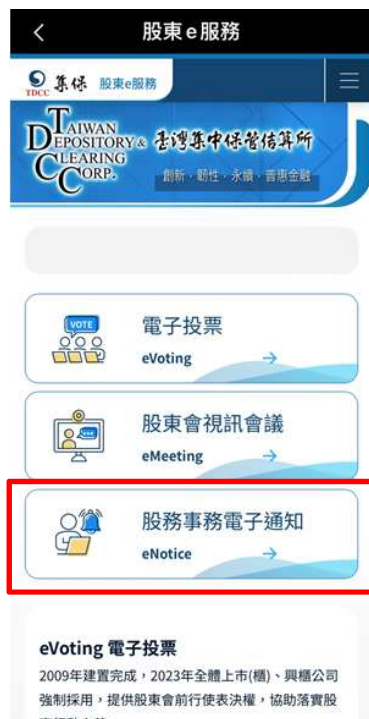 股東e服務
TDCC 集保 股東e服務
TAIWAN
DEPOSITORY &
CLEARING
CORP.
臺灣集中保管結算所
創新、韌性、永續、普惠金融
VOTE
電子投票
eVoting
股東會視訊會議
eMeeting
股務事務電子通知
eNotice
eVoting 電子投票
2009年建置完成，2023年全體上市(櫃)、興櫃公司
強制採用，提供股東會前行使表決權，協助落實股